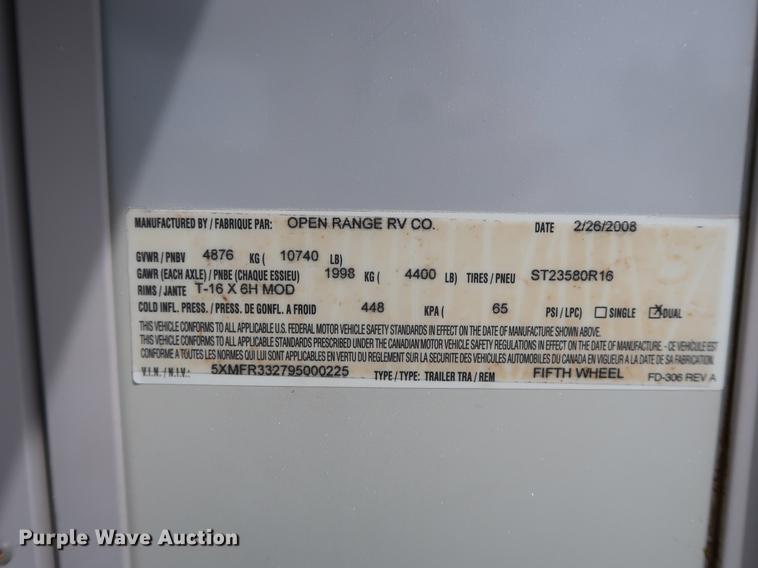 MANUFACTURED BY / FABRIQUE PAR: OPEN RANGE RV CO. DATE 2/26/2008
GVWR / PNBV 4876 KG ( 10740 LB)
GAWR (EACH AXLE) / PNBE (CHAQUE ESSIEU) 1998 KG ( 4400 LB) TIRES / PNEU ST23580R16
RIMS / JANTE T-16 X 6H MOD
COLD INFL. PRESS. / PRESS. DE GONFL. A FROID 448 KPA ( 65 PSI / LPC) SINGLE DUAL
THIS VEHICLE CONFORMS TO ALL APPLICABLE U.S. FEDERAL MOTOR VEHICLE SAFETY STANDARDS IN EFFECT ON THE DATE OF MANUFACTURE SHOWN ABOVE.
THIS VEHICLE CONFORMS TO ALL APPLICABLE STANDARDS PRESCRIBED UNDER THE CANADIAN MOTOR VEHICLE SAFETY REGULATIONS IN EFFECT ON THE DATE OF MANUFACTURE. - CE VEHICULE EST
CONFORME A TOUTES LES NORMES QUI LUI SONT APPLICABLES EN VERTU DU REGLEMENT SUR LA SECURITE DES VEHICULES AUTOMOBILES DU CANADA EN VIGUEUR A LA DATE DE SA FABRICATION.
V.I.N. / N.I.V.: 5XMFR332795000225 TYPE / TYPE: TRAILER TRA / REM FIFTH WHEEL FD-306 REV A
Purple Wave Auction